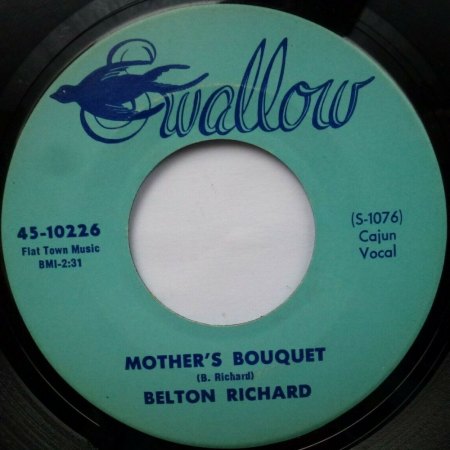 Swallow
45-10226
Flat Town Music
BMI-2:31
(S-1076)
Cajun
Vocal
MOTHER'S BOUQUET
(B. Richard)
BELTON RICHARD